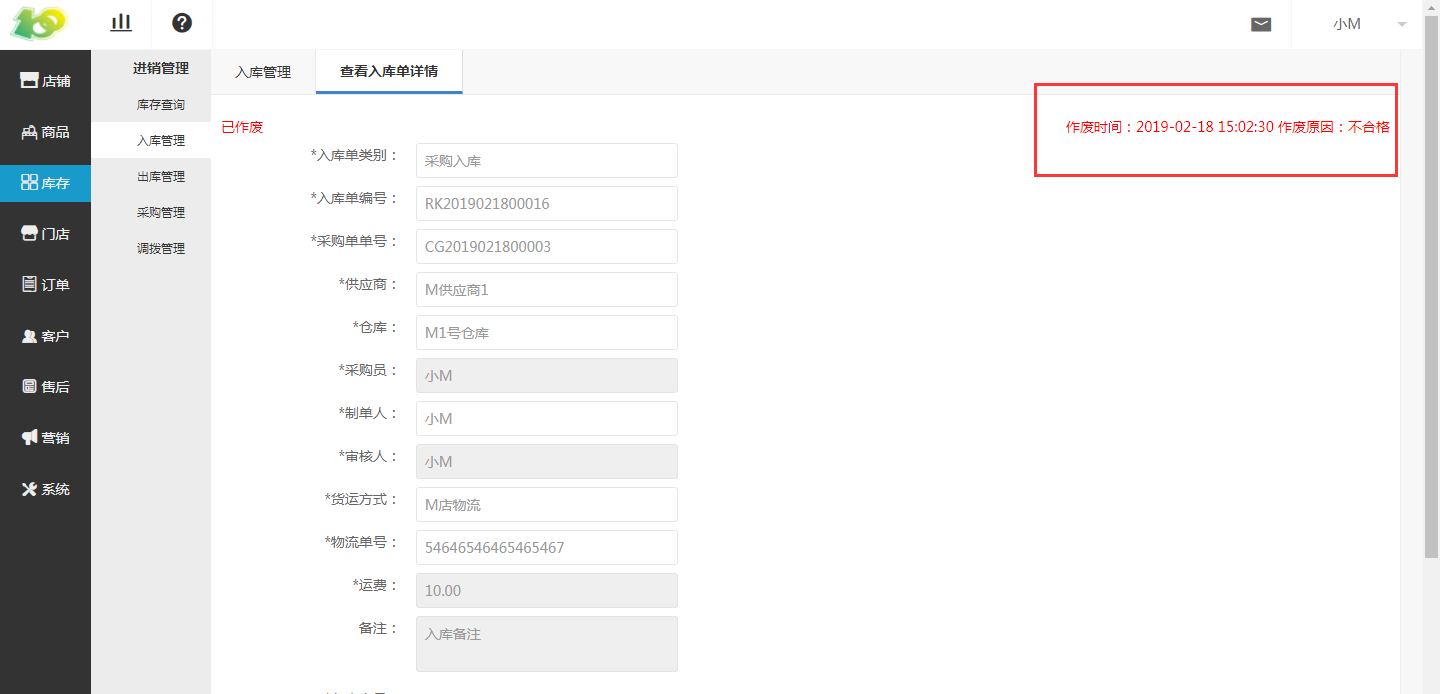 小M
店铺
商品
库存
门店
订单
客户
售后
营销
系统
进销管理
库存查询
入库管理
出库管理
采购管理
调拨管理
入库管理
查看入库单详情
已作废
作废时间：2019-02-18 15:02:30 作废原因：不合格
*入库单类别： 采购入库
*入库单编号： RK2019021800016
*采购单单号： CG2019021800003
*供应商： M供应商1
*仓库： M1号仓库
*采购员： 小M
*制单人： 小M
*审核人： 小M
*货运方式： M店物流
*物流单号： 54646546465465467
*运费： 10.00
备注： 入库备注